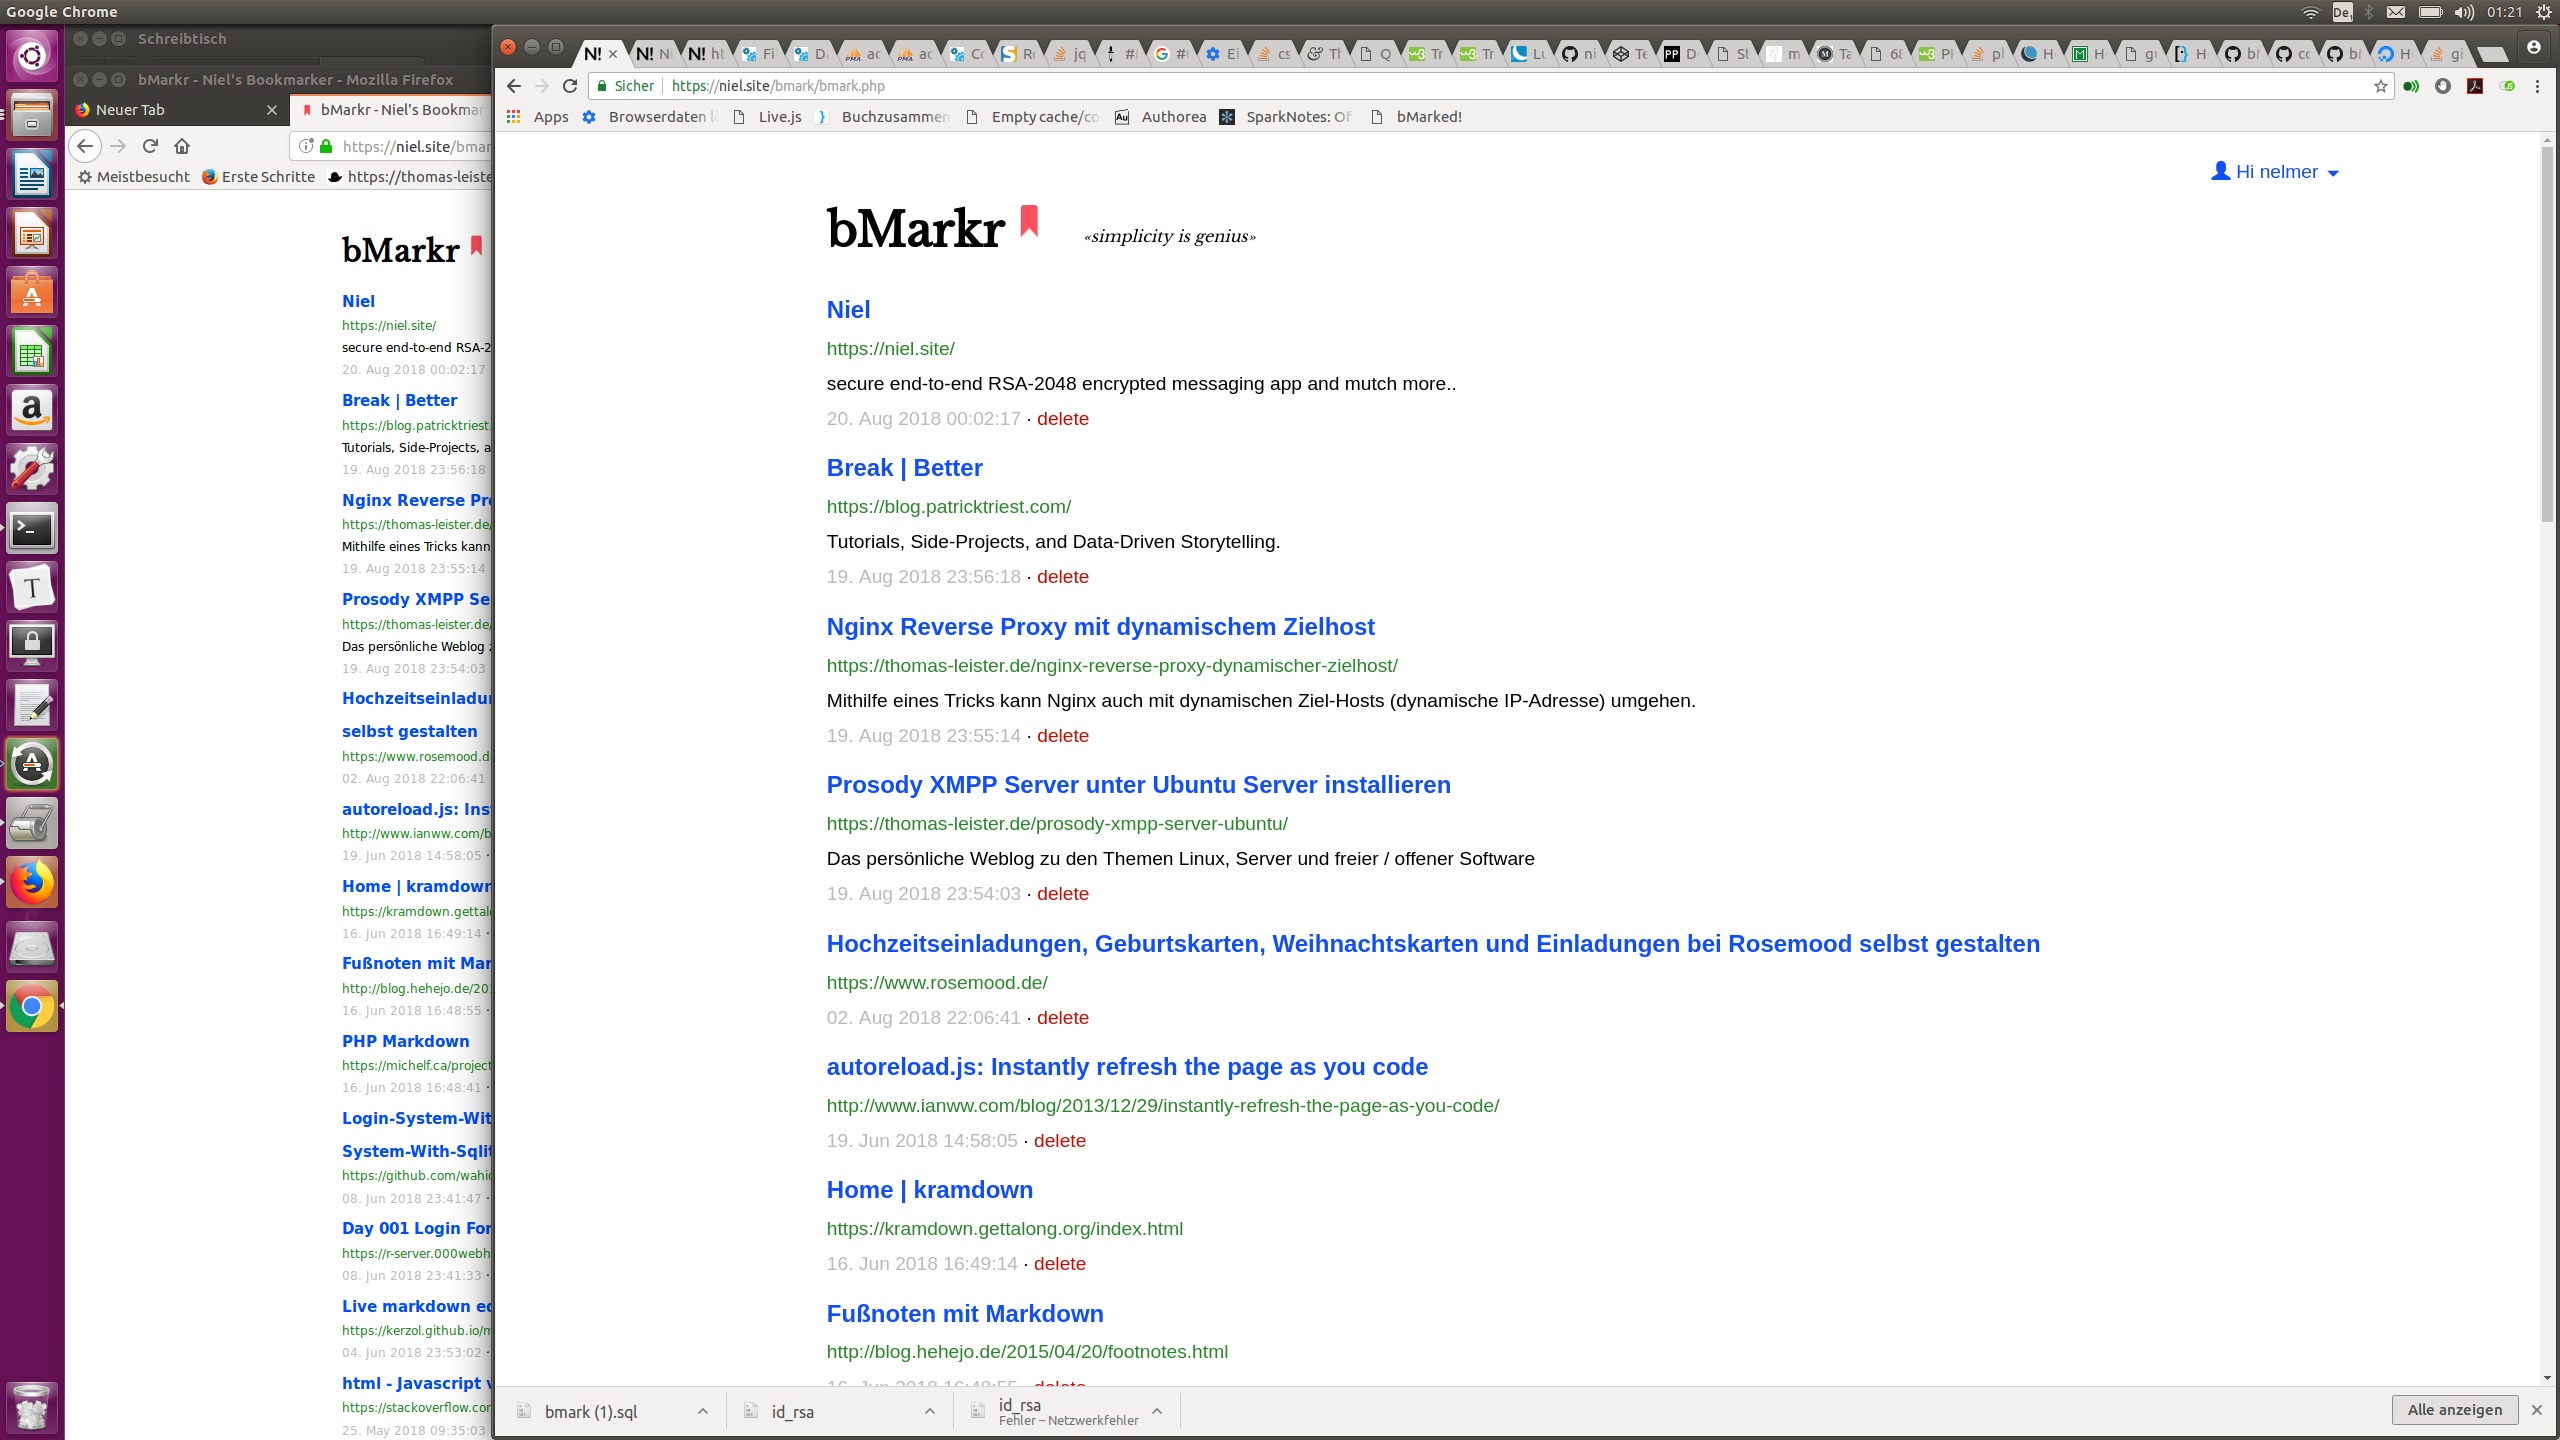 Google Chrome
De
01:21
Schreibtisch
bMarkr - Niel's Bookmarker - Mozilla Firefox
Neuer Tab
bMarkr - Niel's Bookmar
https://niel.site/bmar
Meistbesucht
Erste Schritte
https://thomas-leiste
bMarkr
Niel
https://niel.site/
secure end-to-end RSA-2
20. Aug 2018 00:02:17
Break | Better
https://blog.patricktriest.
Tutorials, Side-Projects, a
19. Aug 2018 23:56:18
Nginx Reverse Pro
https://thomas-leister.de/
Mithilfe eines Tricks kann
19. Aug 2018 23:55:14
Prosody XMPP Se
https://thomas-leister.de/
Das persönliche Weblog z
19. Aug 2018 23:54:03
Hochzeitseinladun
selbst gestalten
https://www.rosemood.d
02. Aug 2018 22:06:41
autoreload.js: Ins
http://www.ianww.com/b
19. Jun 2018 14:58:05 ·
Home | kramdown
https://kramdown.gettal
16. Jun 2018 16:49:14 ·
Fußnoten mit Mar
http://blog.hehejo.de/20
16. Jun 2018 16:48:55 ·
PHP Markdown
https://michelf.ca/project
16. Jun 2018 16:48:41 ·
Login-System-Wit
System-With-Sqlit
https://github.com/wahid
08. Jun 2018 23:41:47 ·
Day 001 Login For
https://r-server.000webh
08. Jun 2018 23:41:33 ·
Live markdown ed
https://kerzol.github.io/m
04. Jun 2018 23:53:02 ·
html - Javascript v
https://stackoverflow.con
25. May 2018 09:35:03
Sicher
https://niel.site/bmark/bmark.php
Apps
Browserdaten l
Live.js
Buchzusammen
Empty cache/co
Authorea
SparkNotes: Of
bMarked!
Hi nelmer
bMarkr
«simplicity is genius»
Niel
https://niel.site/
secure end-to-end RSA-2048 encrypted messaging app and mutch more..
20. Aug 2018 00:02:17 · delete
Break | Better
https://blog.patricktriest.com/
Tutorials, Side-Projects, and Data-Driven Storytelling.
19. Aug 2018 23:56:18 · delete
Nginx Reverse Proxy mit dynamischem Zielhost
https://thomas-leister.de/nginx-reverse-proxy-dynamischer-zielhost/
Mithilfe eines Tricks kann Nginx auch mit dynamischen Ziel-Hosts (dynamische IP-Adresse) umgehen.
19. Aug 2018 23:55:14 · delete
Prosody XMPP Server unter Ubuntu Server installieren
https://thomas-leister.de/prosody-xmpp-server-ubuntu/
Das persönliche Weblog zu den Themen Linux, Server und freier / offener Software
19. Aug 2018 23:54:03 · delete
Hochzeitseinladungen, Geburtskarten, Weihnachtskarten und Einladungen bei Rosemood selbst gestalten
https://www.rosemood.de/
02. Aug 2018 22:06:41 · delete
autoreload.js: Instantly refresh the page as you code
http://www.ianww.com/blog/2013/12/29/instantly-refresh-the-page-as-you-code/
19. Jun 2018 14:58:05 · delete
Home | kramdown
https://kramdown.gettalong.org/index.html
16. Jun 2018 16:49:14 · delete
Fußnoten mit Markdown
http://blog.hehejo.de/2015/04/20/footnotes.html
16. Jun 2018 16:48:55 · delete
bmark (1).sql
id_rsa
id_rsa
Fehler – Netzwerkfehler
Alle anzeigen